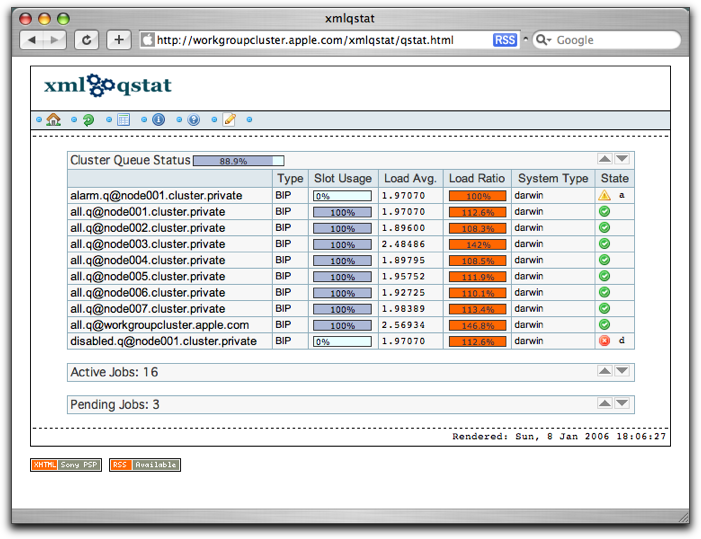 xmlqstat
http://workgroupcluster.apple.com/xmlqstat/qstat.html RSS Google
xml qstat
Cluster Queue Status 88.9%
Type Slot Usage Load Avg. Load Ratio System Type State
alarm.q@node001.cluster.private BIP 0% 1.97070 100% darwin a
all.q@node001.cluster.private BIP 100% 1.97070 112.6% darwin
all.q@node002.cluster.private BIP 100% 1.89600 108.3% darwin
all.q@node003.cluster.private BIP 100% 2.48486 142% darwin
all.q@node004.cluster.private BIP 100% 1.89795 108.5% darwin
all.q@node005.cluster.private BIP 100% 1.95752 111.9% darwin
all.q@node006.cluster.private BIP 100% 1.92725 110.1% darwin
all.q@node007.cluster.private BIP 100% 1.98389 113.4% darwin
all.q@workgroupcluster.apple.com BIP 100% 2.56934 146.8% darwin
disabled.q@node001.cluster.private BIP 0% 1.97070 112.6% darwin d
Active Jobs: 16
Pending Jobs: 3
Rendered: Sun, 8 Jan 2006 18:06:27
XHTML Sony PSP RSS Available